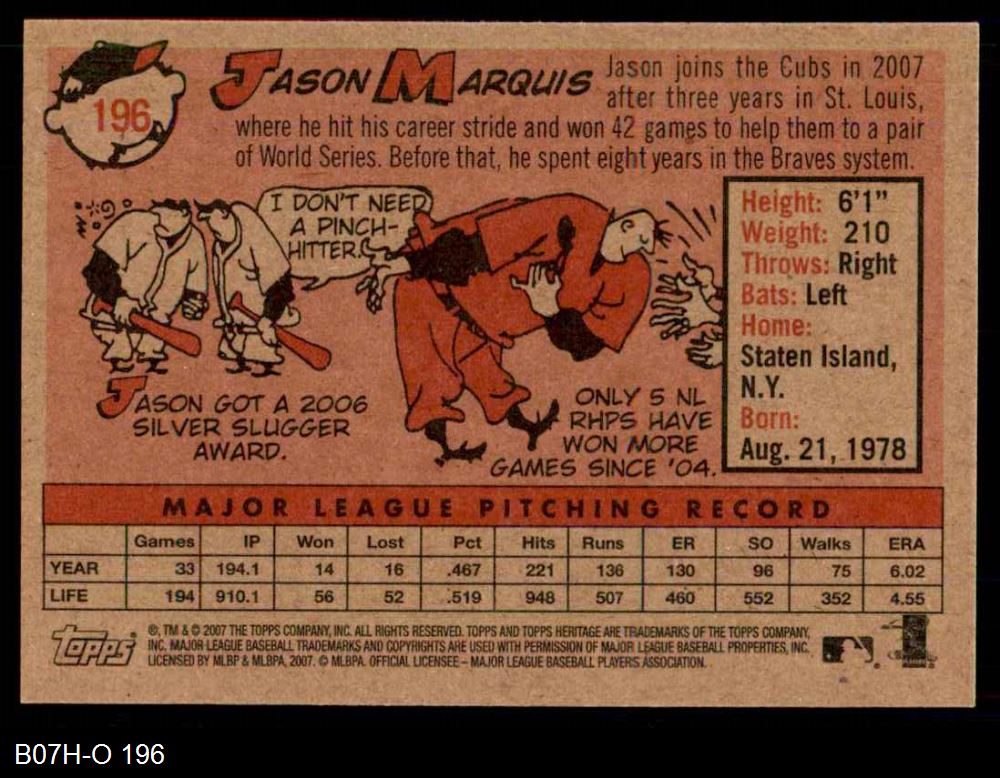 196
JASON MARQUIS
Jason joins the Cubs in 2007
after three years in St. Louis,
where he hit his career stride and won 42 games to help them to a pair
of World Series. Before that, he spent eight years in the Braves system.
I DON'T NEED
A PINCH-
HITTER.
JASON GOT A 2006
SILVER SLUGGER
AWARD.
ONLY 5 NL
RHPS HAVE
WON MORE
GAMES SINCE '04.
Height: 6'1"
Weight: 210
Throws: Right
Bats: Left
Home:
Staten Island,
N.Y.
Born:
Aug. 21, 1978
MAJOR LEAGUE PITCHING RECORD
Games IP Won Lost Pct Hits Runs ER SO Walks ERA
YEAR 33 194.1 14 16 .467 221 136 130 96 75 6.02
LIFE 194 910.1 56 52 .519 948 507 460 552 352 4.55
topps
®, TM & © 2007 THE TOPPS COMPANY, INC. ALL RIGHTS RESERVED. TOPPS AND TOPPS HERITAGE ARE TRADEMARKS OF THE TOPPS COMPANY,
INC. MAJOR LEAGUE BASEBALL TRADEMARKS AND COPYRIGHTS ARE USED WITH PERMISSION OF MAJOR LEAGUE BASEBALL PROPERTIES, INC.
LICENSED BY MLBP & MLBPA, 2007. © MLBPA. OFFICIAL LICENSEE – MAJOR LEAGUE BASEBALL PLAYERS ASSOCIATION.
B07H-O 196